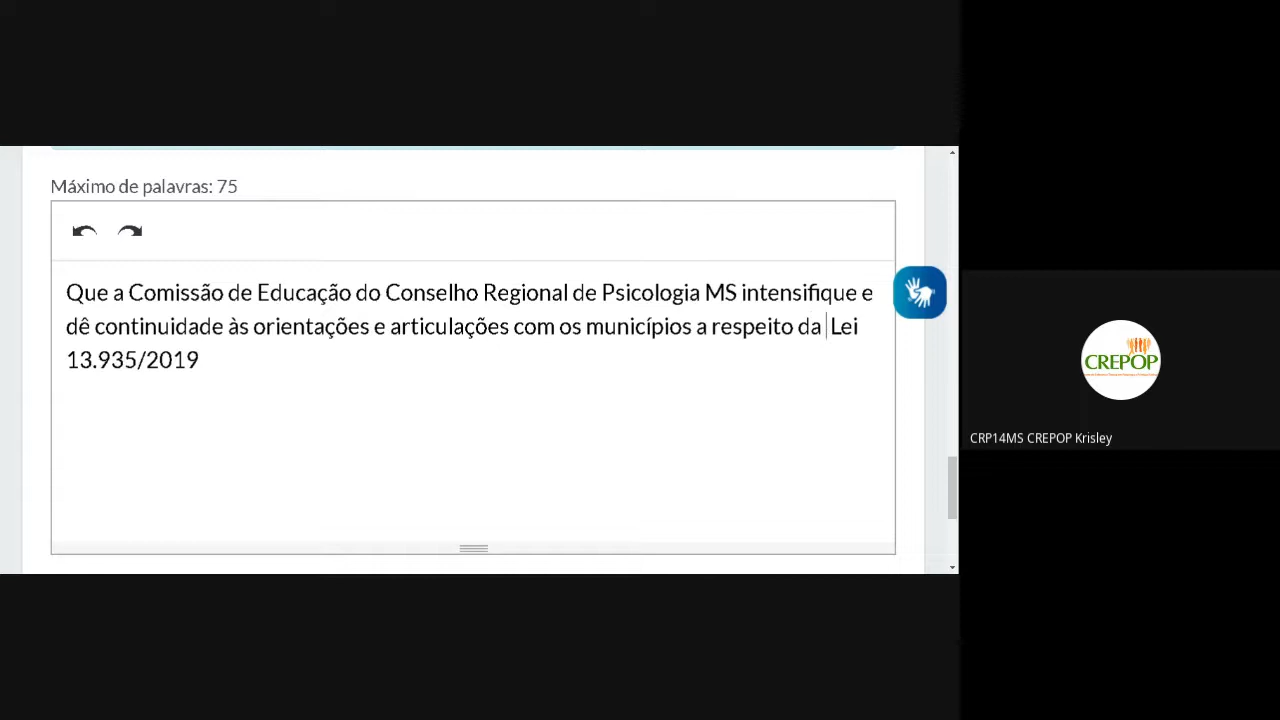 Máximo de palavras: 75
Que a Comissão de Educação do Conselho Regional de Psicologia MS intensifique e
dê continuidade às orientações e articulações com os municípios a respeito da Lei
13.935/2019
CREPOP
CRP14MS CREPOP Krisley